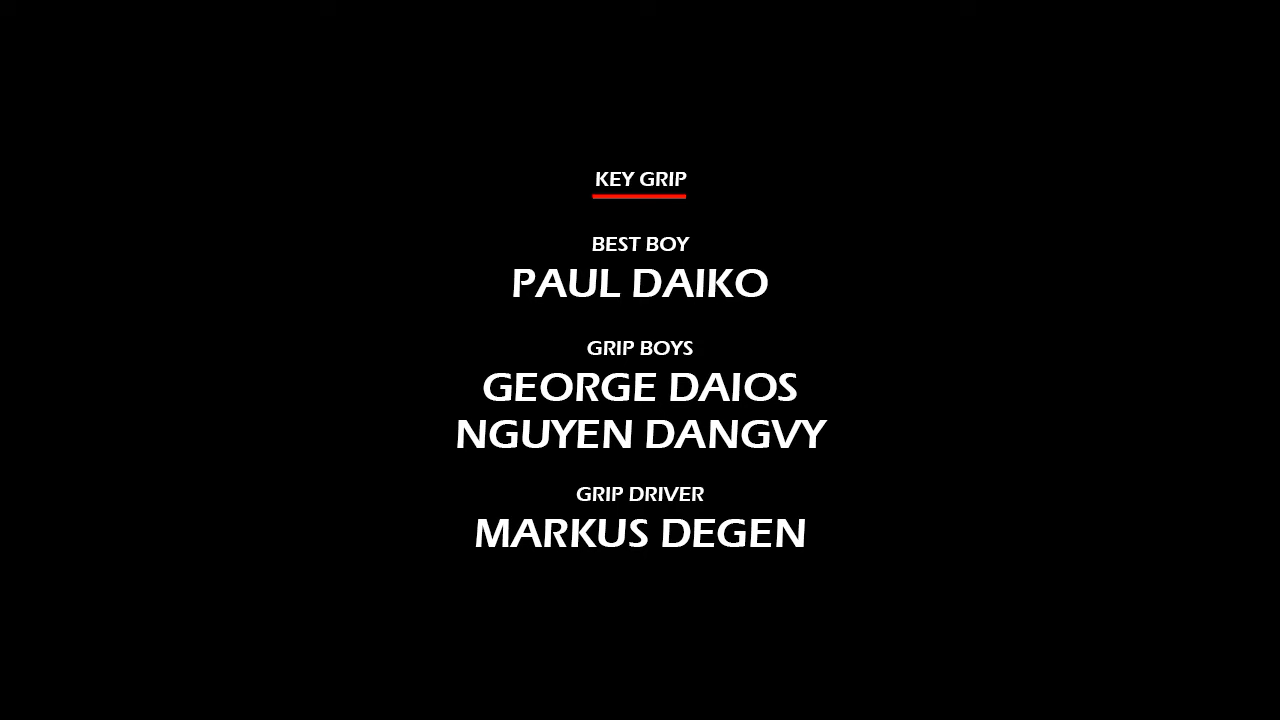 KEY GRIP
BEST BOY
PAUL DAIKO
GRIP BOYS
GEORGE DAIOS
NGUYEN DANGVY
GRIP DRIVER
MARKUS DEGEN